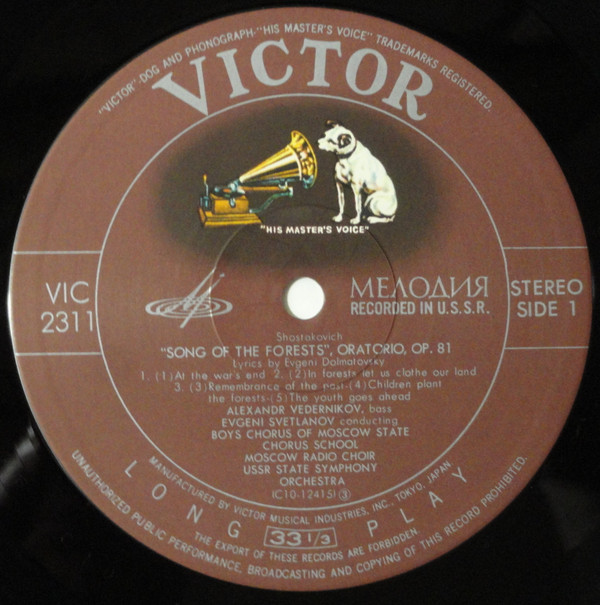 "VICTOR"-DOG AND PHONOGRAPH-"HIS MASTER'S VOICE" TRADEMARKS REGISTERED.
VICTOR
"HIS MASTER'S VOICE"
VIC
2311
МЕЛОДИЯ
RECORDED IN U.S.S.R.
STEREO
SIDE 1
Shostakovich
"SONG OF THE FORESTS", ORATORIO, OP. 81
Lyrics by Evgeni Dolmatovsky
1. (1)At the war's end 2. (2)In forests let us clothe our land
3. (3)Remembrance of the past-(4)Children plant
the forests-(5)The youth goes ahead
ALEXANDR VEDERNIKOV, bass
EVGENI SVETLANOV conducting
BOYS CHORUS OF MOSCOW STATE
CHORUS SCHOOL
MOSCOW RADIO CHOIR
USSR STATE SYMPHONY
ORCHESTRA
(C10-12415) ③
MANUFACTURED BY VICTOR MUSICAL INDUSTRIES, INC., TOKYO, JAPAN
LONG 33 1/3 PLAY
THE EXPORT OF THESE RECORDS ARE FORBIDDEN
UNAUTHORIZED PUBLIC PERFORMANCE, BROADCASTING AND COPYING OF THIS RECORD PROHIBITED.